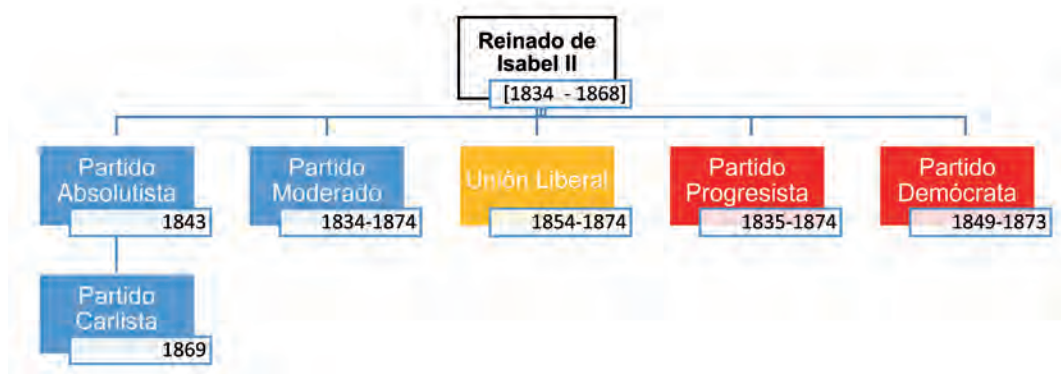 Reinado de
Isabel II
[1834 - 1868]
Partido
Absolutista
1843
Partido
Moderado
1834-1874
Unión Liberal
1854-1874
Partido
Progresista
1835-1874
Partido
Demócrata
1849-1873
Partido
Carlista
1869